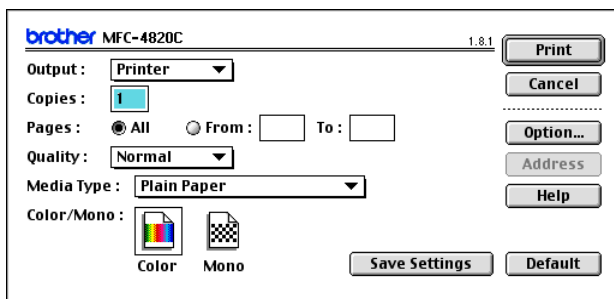 brother MFC-4820C
1.8.1
Print
Output : Printer
Cancel
Copies : 1
Pages : All From : To :
Option...
Quality : Normal
Address
Media Type : Plain Paper
Help
Color/Mono :
Color Mono
Save Settings Default